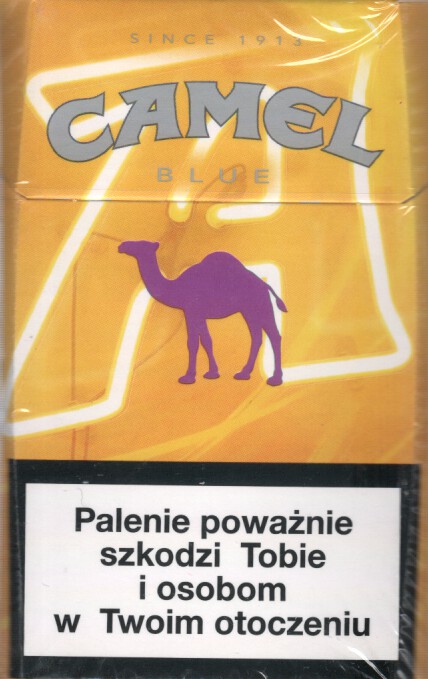 SINCE 1913
CAMEL
BLUE
Palenie poważnie
szkodzi Tobie
i osobom
w Twoim otoczeniu